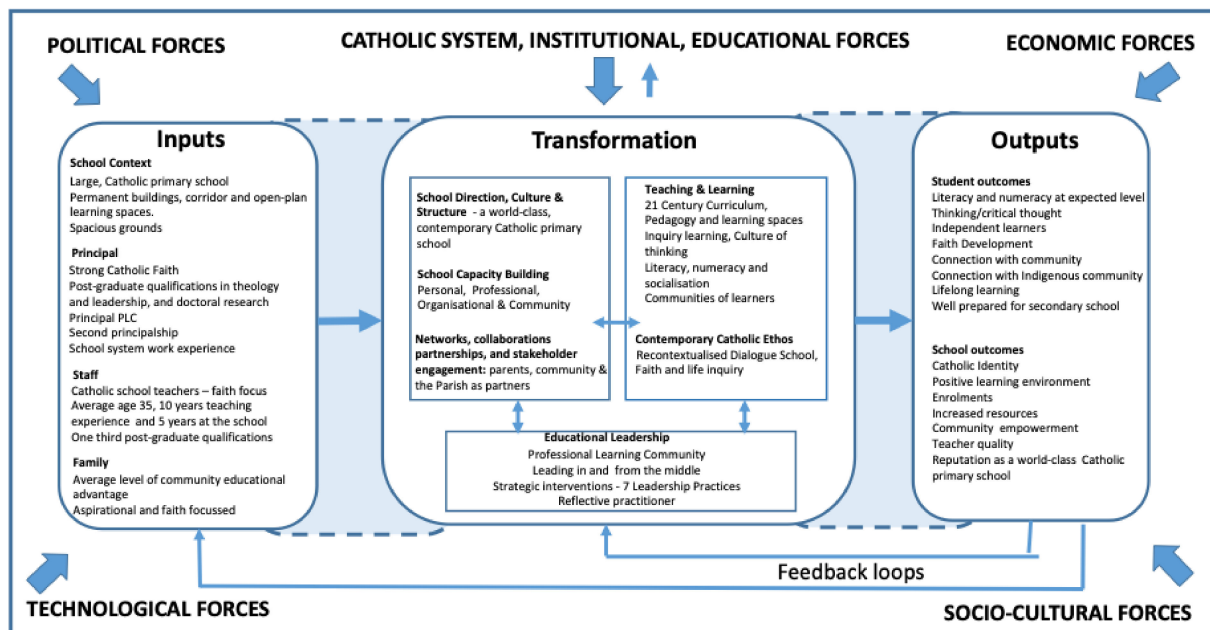 POLITICAL FORCES
CATHOLIC SYSTEM, INSTITUTIONAL, EDUCATIONAL FORCES
ECONOMIC FORCES
Inputs
School Context
Large, Catholic primary school
Permanent buildings, corridor and open-plan
learning spaces.
Spacious grounds
Principal
Strong Catholic Faith
Post-graduate qualifications in theology
and leadership, and doctoral research
Principal PLC
Second principalship
School system work experience
Staff
Catholic school teachers – faith focus
Average age 35, 10 years teaching
experience and 5 years at the school
One third post-graduate qualifications
Family
Average level of community educational
advantage
Aspirational and faith focussed
Transformation
School Direction, Culture &
Structure - a world-class,
contemporary Catholic primary
school
School Capacity Building
Personal, Professional,
Organisational & Community
Networks, collaborations
partnerships, and stakeholder
engagement: parents, community &
the Parish as partners
Teaching & Learning
21 Century Curriculum,
Pedagogy and learning spaces
Inquiry learning, Culture of
thinking
Literacy, numeracy and
socialisation
Communities of learners
Contemporary Catholic Ethos
Recontextualised Dialogue School,
Faith and life inquiry
Educational Leadership
Professional Learning Community
Leading in and from the middle
Strategic interventions - 7 Leadership Practices
Reflective practitioner
Outputs
Student outcomes
Literacy and numeracy at expected level
Thinking/critical thought
Independent learners
Faith Development
Connection with community
Connection with Indigenous community
Lifelong learning
Well prepared for secondary school
School outcomes
Catholic Identity
Positive learning environment
Enrolments
Increased resources
Community empowerment
Teacher quality
Reputation as a world-class Catholic
primary school
Feedback loops
TECHNOLOGICAL FORCES
SOCIO-CULTURAL FORCES